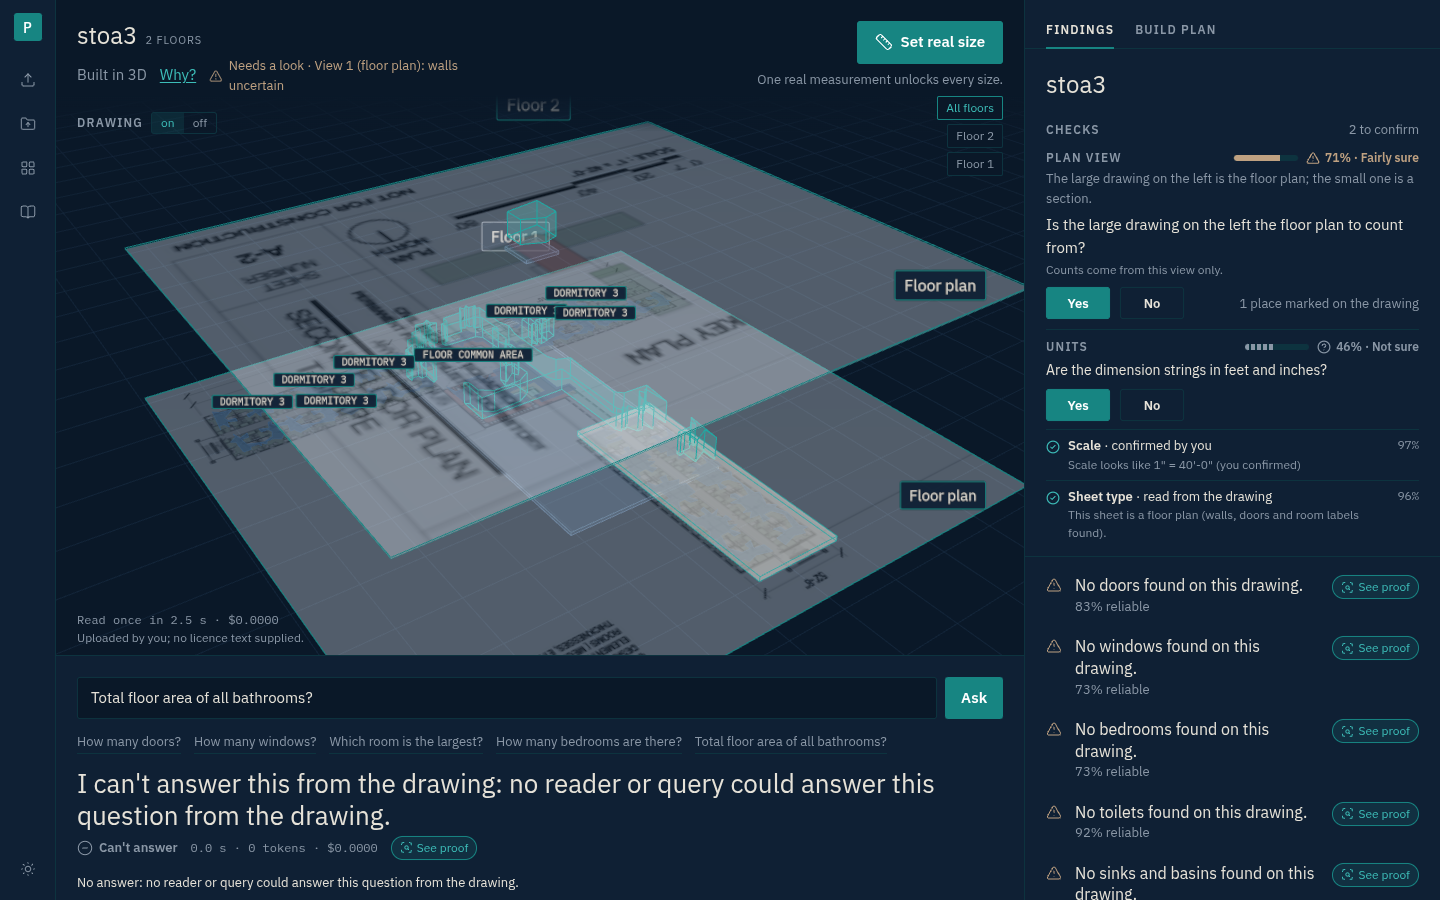 P
stoa3 2 FLOORS
Built in 3D Why? Needs a look · View 1 (floor plan): walls
uncertain
Set real size
One real measurement unlocks every size.
DRAWING on off
All floors
Floor 2
Floor 1
Floor 2
Floor 1
NOT FOR CONSTRUCTION
A-2
SHEET
NUMBER
PLAN
NORTH
KEY PLAN
Floor plan
DORMITORY 3
DORMITORY 3
DORMITORY 3
FLOOR COMMON AREA
DORMITORY 3
DORMITORY 3
DORMITORY 3
DORMITORY 3
Floor plan
Read once in 2.5 s · $0.0000
Uploaded by you; no licence text supplied.
Total floor area of all bathrooms?
Ask
How many doors? How many windows? Which room is the largest? How many bedrooms are there? Total floor area of all bathrooms?
I can't answer this from the drawing: no reader or query could answer this
question from the drawing.
Can't answer 0.0 s · 0 tokens · $0.0000 See proof
No answer: no reader or query could answer this question from the drawing.
FINDINGS BUILD PLAN
stoa3
CHECKS 2 to confirm
PLAN VIEW 71% · Fairly sure
The large drawing on the left is the floor plan; the small one is a
section.
Is the large drawing on the left the floor plan to count
from?
Counts come from this view only.
Yes No 1 place marked on the drawing
UNITS 46% · Not sure
Are the dimension strings in feet and inches?
Yes No
Scale · confirmed by you 97%
Scale looks like 1" = 40'-0" (you confirmed)
Sheet type · read from the drawing 96%
This sheet is a floor plan (walls, doors and room labels
found).
No doors found on this drawing. See proof
83% reliable
No windows found on this See proof
drawing.
73% reliable
No bedrooms found on this See proof
drawing.
73% reliable
No toilets found on this drawing. See proof
92% reliable
No sinks and basins found on this See proof
drawing.